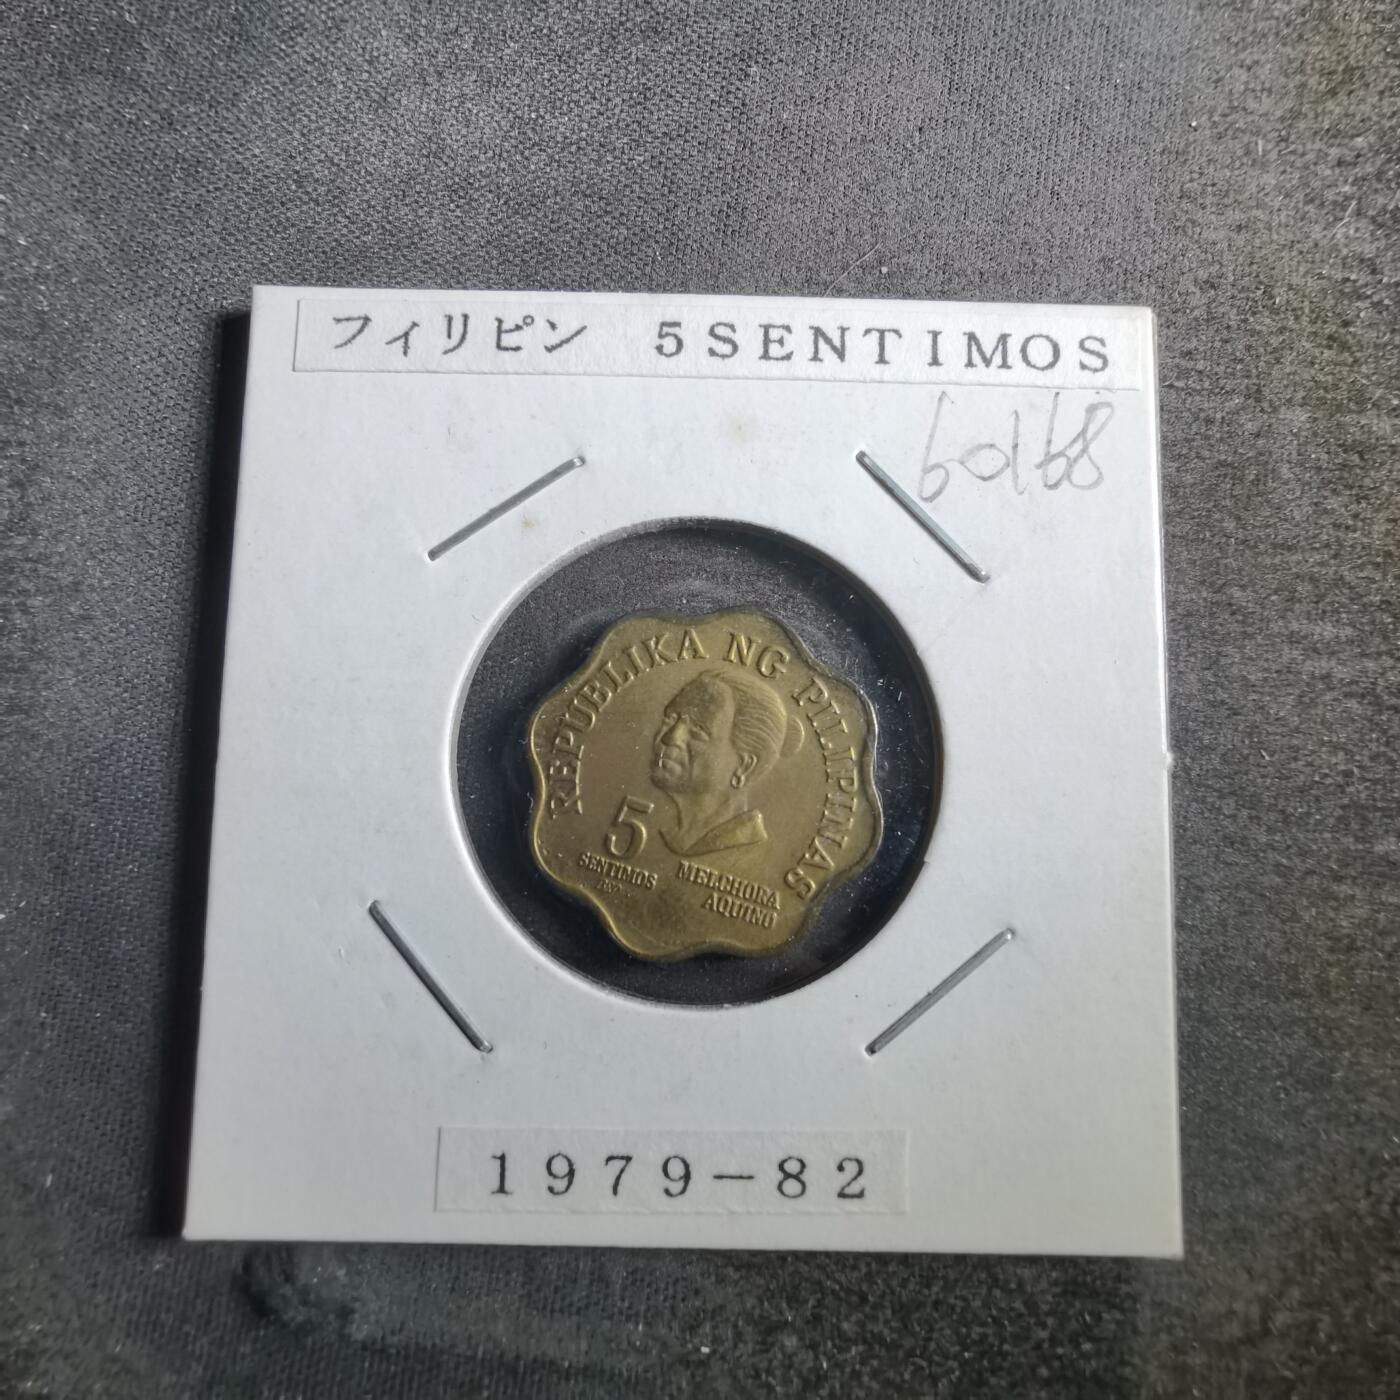 フィリピン 5SENTIMOS
60168
REPUBLIKA NG PILIPINAS
5
SENTIMOS
MELCHORA
AQUINO
1979-82